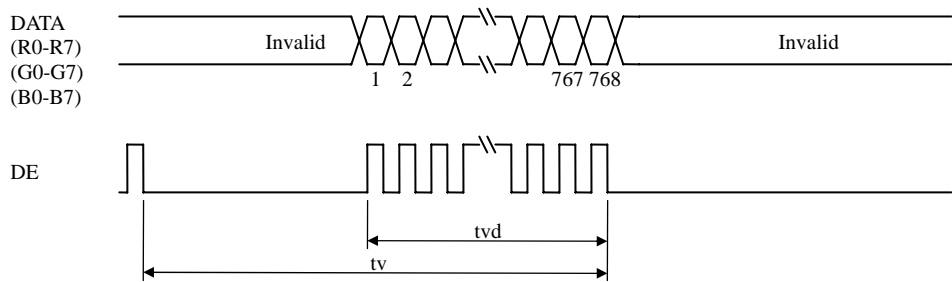 DATA
(R0-R7)
(G0-G7)
(B0-B7)
Invalid
Invalid
1 2 767 768
DE
tvd
tv